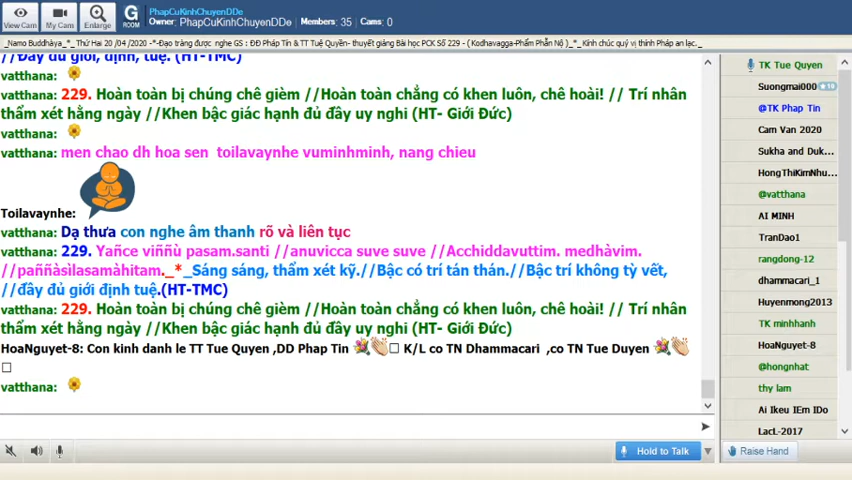 View Cam
My Cam
Enlarge
G
ROOM
PhapCuKinhChuyenDDe
Owner: PhapCuKinhChuyenDDe Members: 35 Cams: 0
_Namo Buddhàya_*_ Thứ Hai 20 /04 /2020 -*-Đạo tràng được nghe GS : ĐĐ Pháp Tín & TT Tuệ Quyền- thuyết giảng Bài học PCK Số 229 - ( Kodhavagga-Phẩm Phẫn Nộ )_*_ Kính chúc quý vị thính Pháp an lạc._
//Đầy đủ giới, định, tuệ. (HT-TMC)
vatthana:
229. Hoàn toàn bị chúng chê gièm //Hoàn toàn chẳng có khen luôn, chê hoài! // Trí nhân
thẩm xét hằng ngày //Khen bậc giác hạnh đủ đầy uy nghi (HT- Giới Đức)
vatthana:
vatthana: men chao dh hoa sen toilavaynhe vuminhminh, nang chieu
Toilavaynhe:
vatthana: Dạ thưa con nghe âm thanh rõ và liên tục
vatthana: 229. Yañce viññù pasam.santi //anuvicca suve suve //Acchiddavuttim. medhàvim.
//paññàsìlasamàhitam._*_Sáng sáng, thẩm xét kỹ.//Bậc có trí tán thán.//Bậc trí không tỳ vết,
//đầy đủ giới định tuệ.(HT-TMC)
vatthana: 229. Hoàn toàn bị chúng chê gièm //Hoàn toàn chẳng có khen luôn, chê hoài! // Trí nhân
thẩm xét hằng ngày //Khen bậc giác hạnh đủ đầy uy nghi (HT- Giới Đức)
HoaNguyet-8: Con kinh danh le TT Tue Quyen ,DD Phap Tin K/L co TN Dhammacari ,co TN Tue Duyen
vatthana:
Hold to Talk
TK Tue Quyen
Suongmai000 10
@TK Phap Tin
Cam Van 2020
Sukha and Duk...
HongThiKimNhu...
@vatthana
AI MINH
TranDao1
rangdong-12
dhammacari_1
Huyenmong2013
TK minhhanh
HoaNguyet-8
@hongnhat
thy lam
Ai Ikeu IEm IDo
LacL-2017
Raise Hand